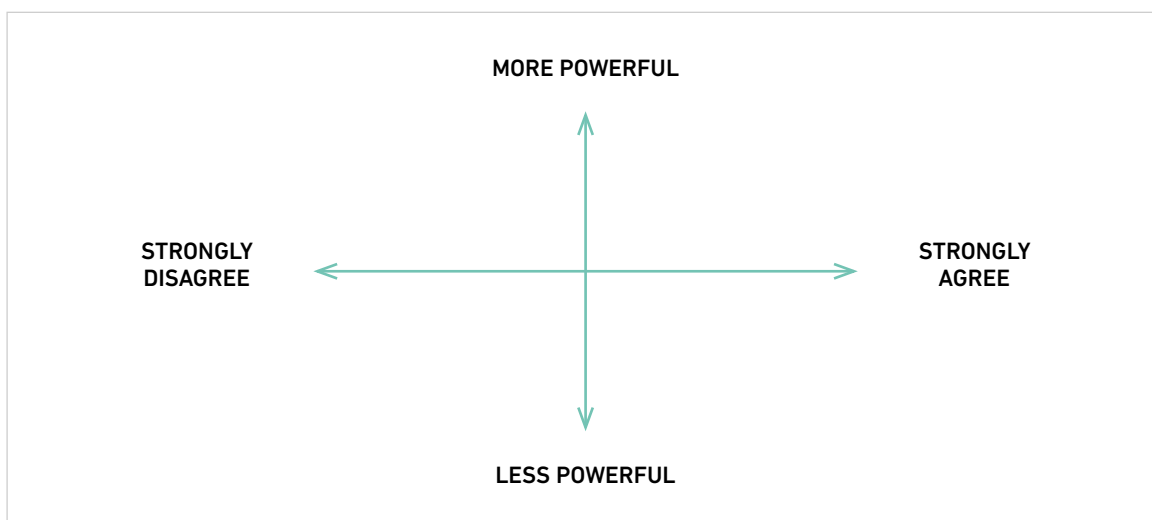 MORE POWERFUL
STRONGLY
DISAGREE
STRONGLY
AGREE
LESS POWERFUL